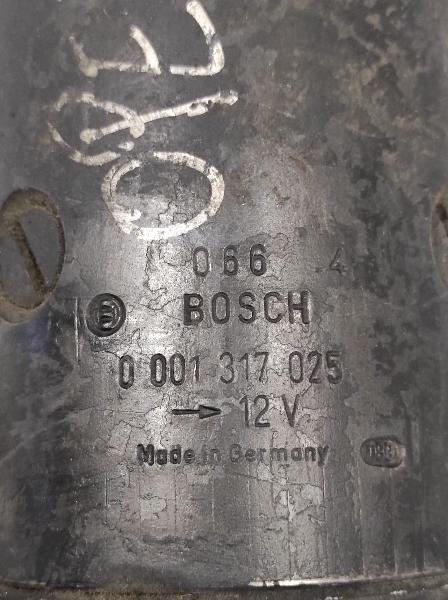 066 4
BOSCH
0 001 317 025
→ 12 V
Made in Germany